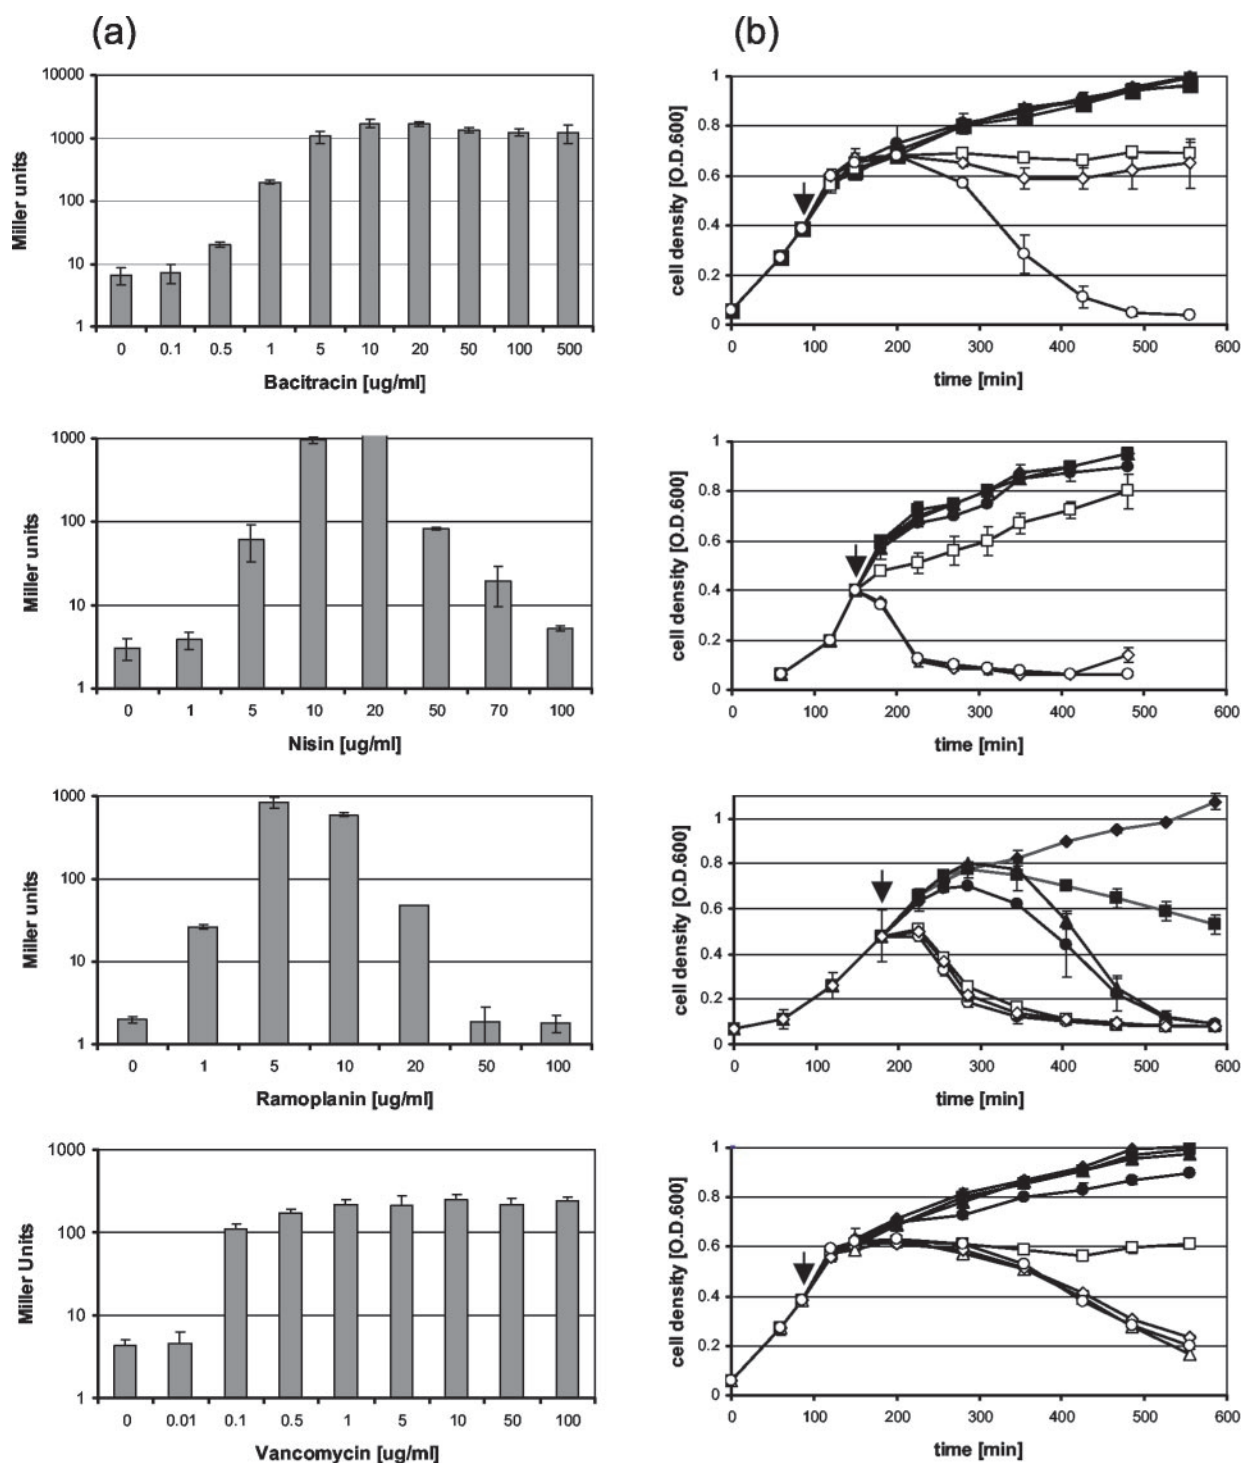 (a)
10000
1000
100
10
1
Miller units
0 0.1 0.5 1 5 10 20 50 100 500
Bacitracin [ug/ml]
(b)
1
0.8
0.6
0.4
0.2
0
cell density [O.D.600]
0 100 200 300 400 500 600
time [min]
1000
100
10
1
Miller units
0 1 5 10 20 50 70 100
Nisin [ug/ml]
1
0.8
0.6
0.4
0.2
0
cell density [O.D.600]
0 100 200 300 400 500 600
time [min]
1000
100
10
1
Miller units
0 1 5 10 20 50 100
Ramoplanin [ug/ml]
1
0.8
0.6
0.4
0.2
0
cell density [O.D.600]
0 100 200 300 400 500 600
time [min]
1000
100
10
1
Miller Units
0 0.01 0.1 0.5 1 5 10 50 100
Vancomycin [ug/ml]
1
0.8
0.6
0.4
0.2
0
cell density [O.D.600]
0 100 200 300 400 500 600
time [min]